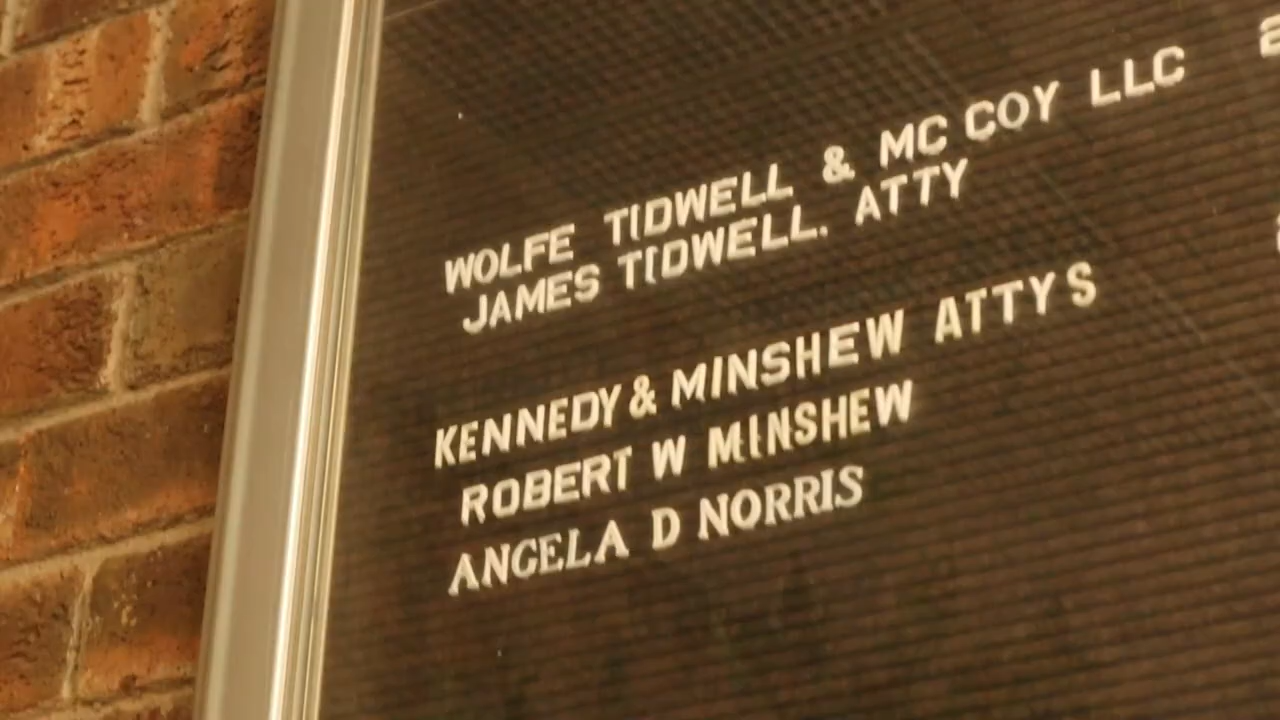 WOLFE TIDWELL & MC COY LLC
JAMES TIDWELL, ATTY
KENNEDY & MINSHEW ATTYS
ROBERT W MINSHEW
ANGELA D NORRIS